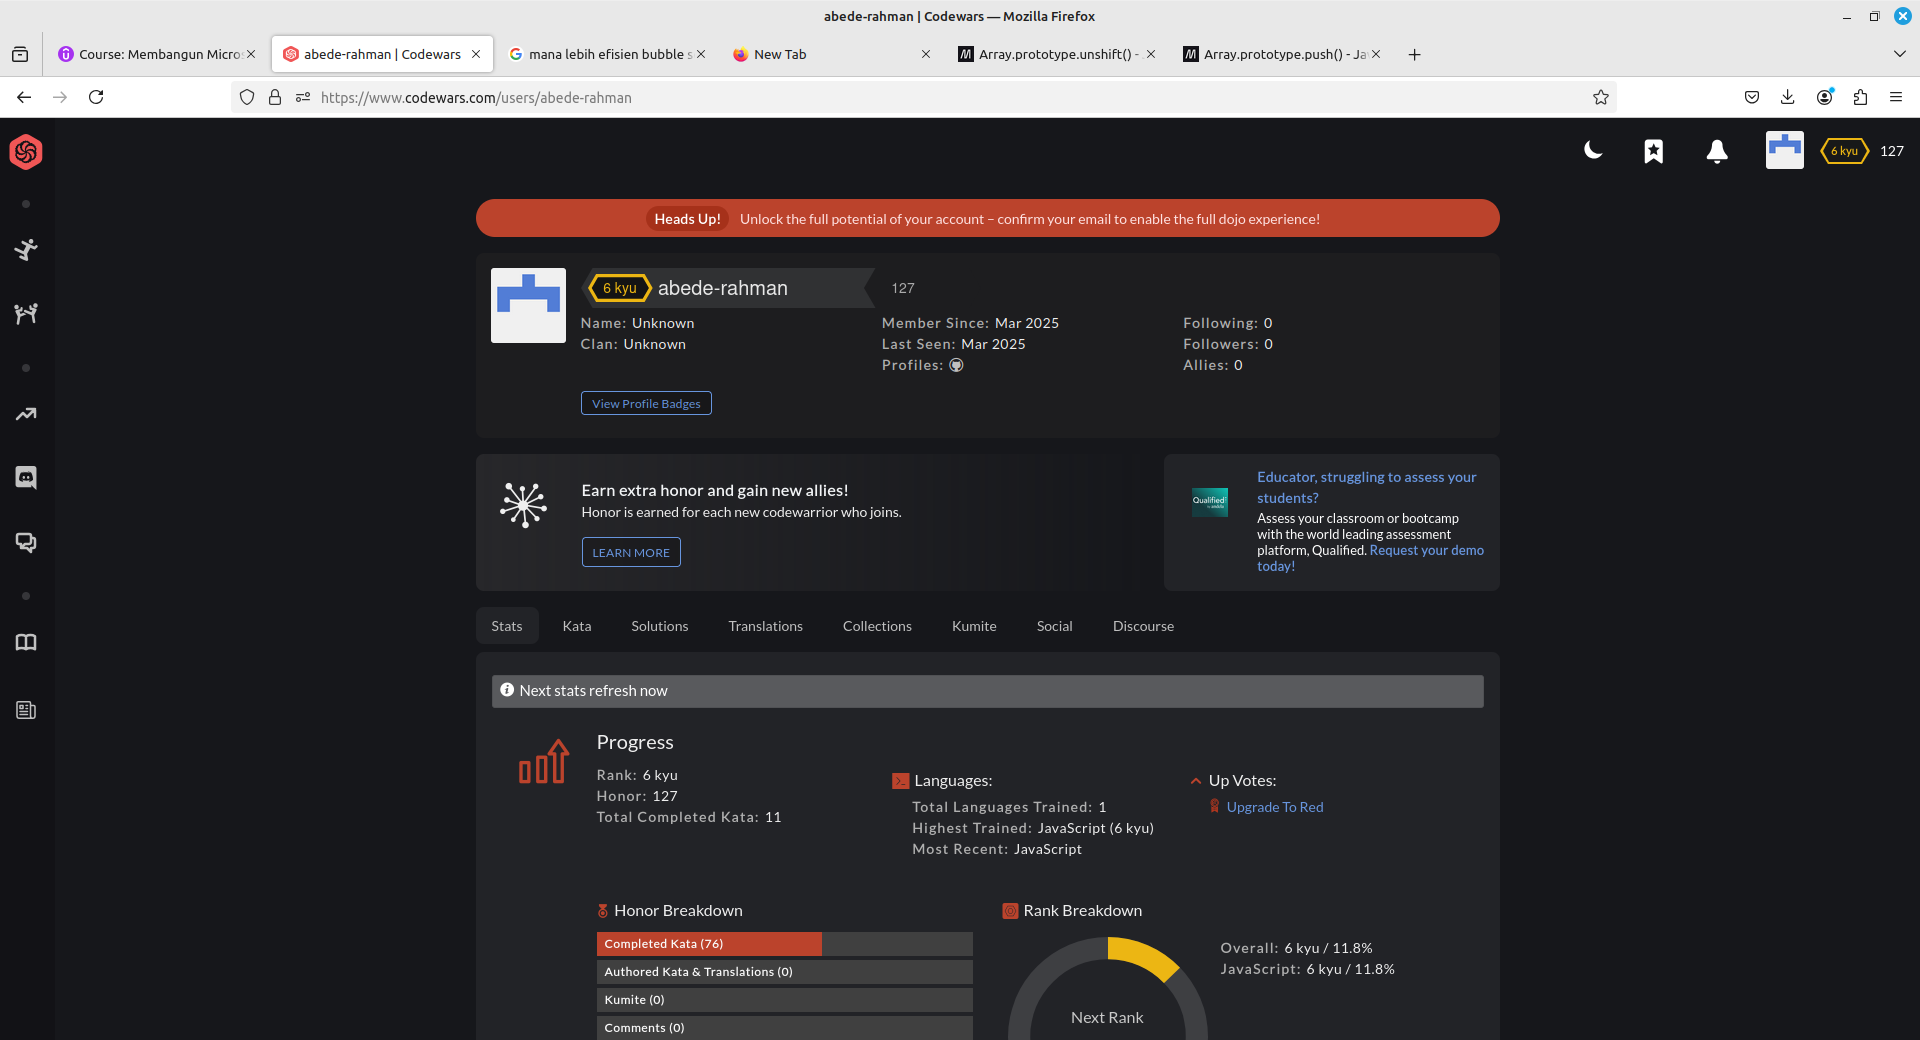 abede-rahman | Codewars — Mozilla Firefox
Course: Membangun Micro
abede-rahman | Codewars
mana lebih efisien bubble s
New Tab
Array.prototype.unshift() -
Array.prototype.push() - Ja
https://www.codewars.com/users/abede-rahman
6 kyu 127
Heads Up! Unlock the full potential of your account – confirm your email to enable the full dojo experience!
6 kyu abede-rahman 127
Name: Unknown Member Since: Mar 2025 Following: 0
Clan: Unknown Last Seen: Mar 2025 Followers: 0
Profiles: Allies: 0
View Profile Badges
Earn extra honor and gain new allies!
Honor is earned for each new codewarrior who joins.
LEARN MORE
Qualified
Educator, struggling to assess your
students?
Assess your classroom or bootcamp
with the world leading assessment
platform, Qualified. Request your demo
today!
Stats Kata Solutions Translations Collections Kumite Social Discourse
Next stats refresh now
Progress
Rank: 6 kyu
Honor: 127
Total Completed Kata: 11
Languages:
Total Languages Trained: 1
Highest Trained: JavaScript (6 kyu)
Most Recent: JavaScript
Up Votes:
Upgrade To Red
Honor Breakdown
Completed Kata (76)
Authored Kata & Translations (0)
Kumite (0)
Comments (0)
Rank Breakdown
Overall: 6 kyu / 11.8%
JavaScript: 6 kyu / 11.8%
Next Rank